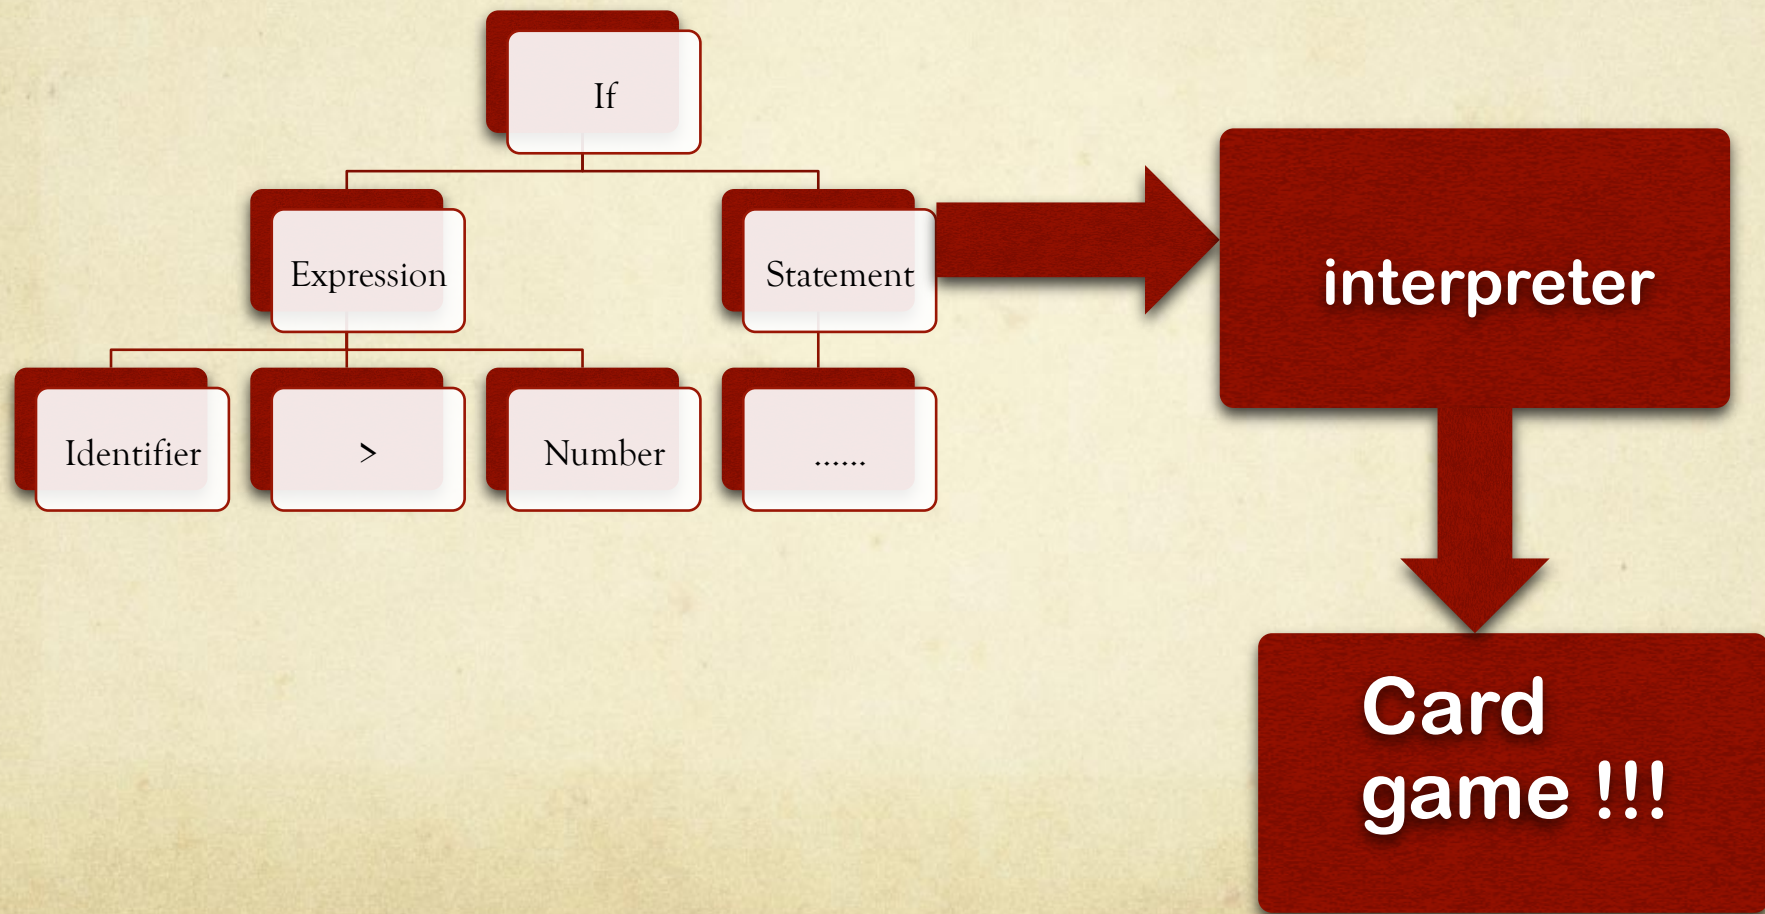 If
Expression
Statement
interpreter
Identifier
>
Number
......
Card
game !!!